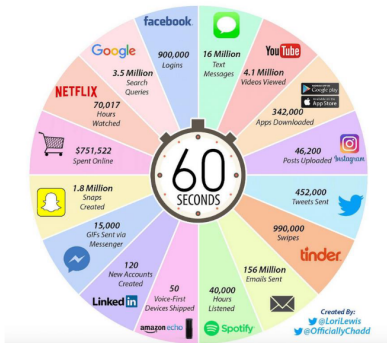 facebook
900,000
Logins
16 Million
Text
Messages
YouTube
4.1 Million
Videos Viewed
Google play
App Store
342,000
Apps Downloaded
Instagram
46,200
Posts Uploaded
452,000
Tweets Sent
990,000
Swipes
tinder
156 Million
Emails Sent
Spotify
40,000
Hours
Listened
amazon echo
50
Voice-First
Devices Shipped
LinkedIn
120
New Accounts
Created
15,000
GIFs Sent via
Messenger
1.8 Million
Snaps
Created
$751,522
Spent Online
NETFLIX
70,017
Hours
Watched
Google
3.5 Million
Search
Queries
60
SECONDS
Created By:
@LoriLewis
@OfficiallyChadd